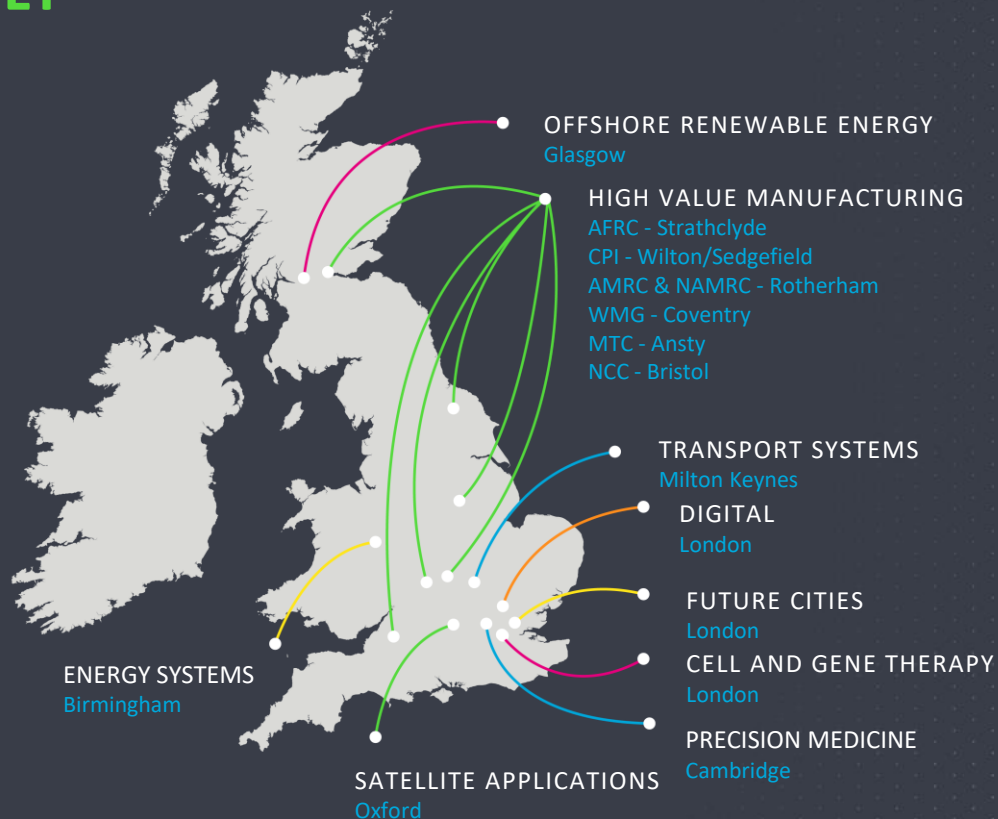 OFFSHORE RENEWABLE ENERGY
Glasgow
HIGH VALUE MANUFACTURING
AFRC - Strathclyde
CPI - Wilton/Sedgefield
AMRC & NAMRC - Rotherham
WMG - Coventry
MTC - Ansty
NCC - Bristol
TRANSPORT SYSTEMS
Milton Keynes
DIGITAL
London
FUTURE CITIES
London
CELL AND GENE THERAPY
London
PRECISION MEDICINE
Cambridge
ENERGY SYSTEMS
Birmingham
SATELLITE APPLICATIONS
Oxford